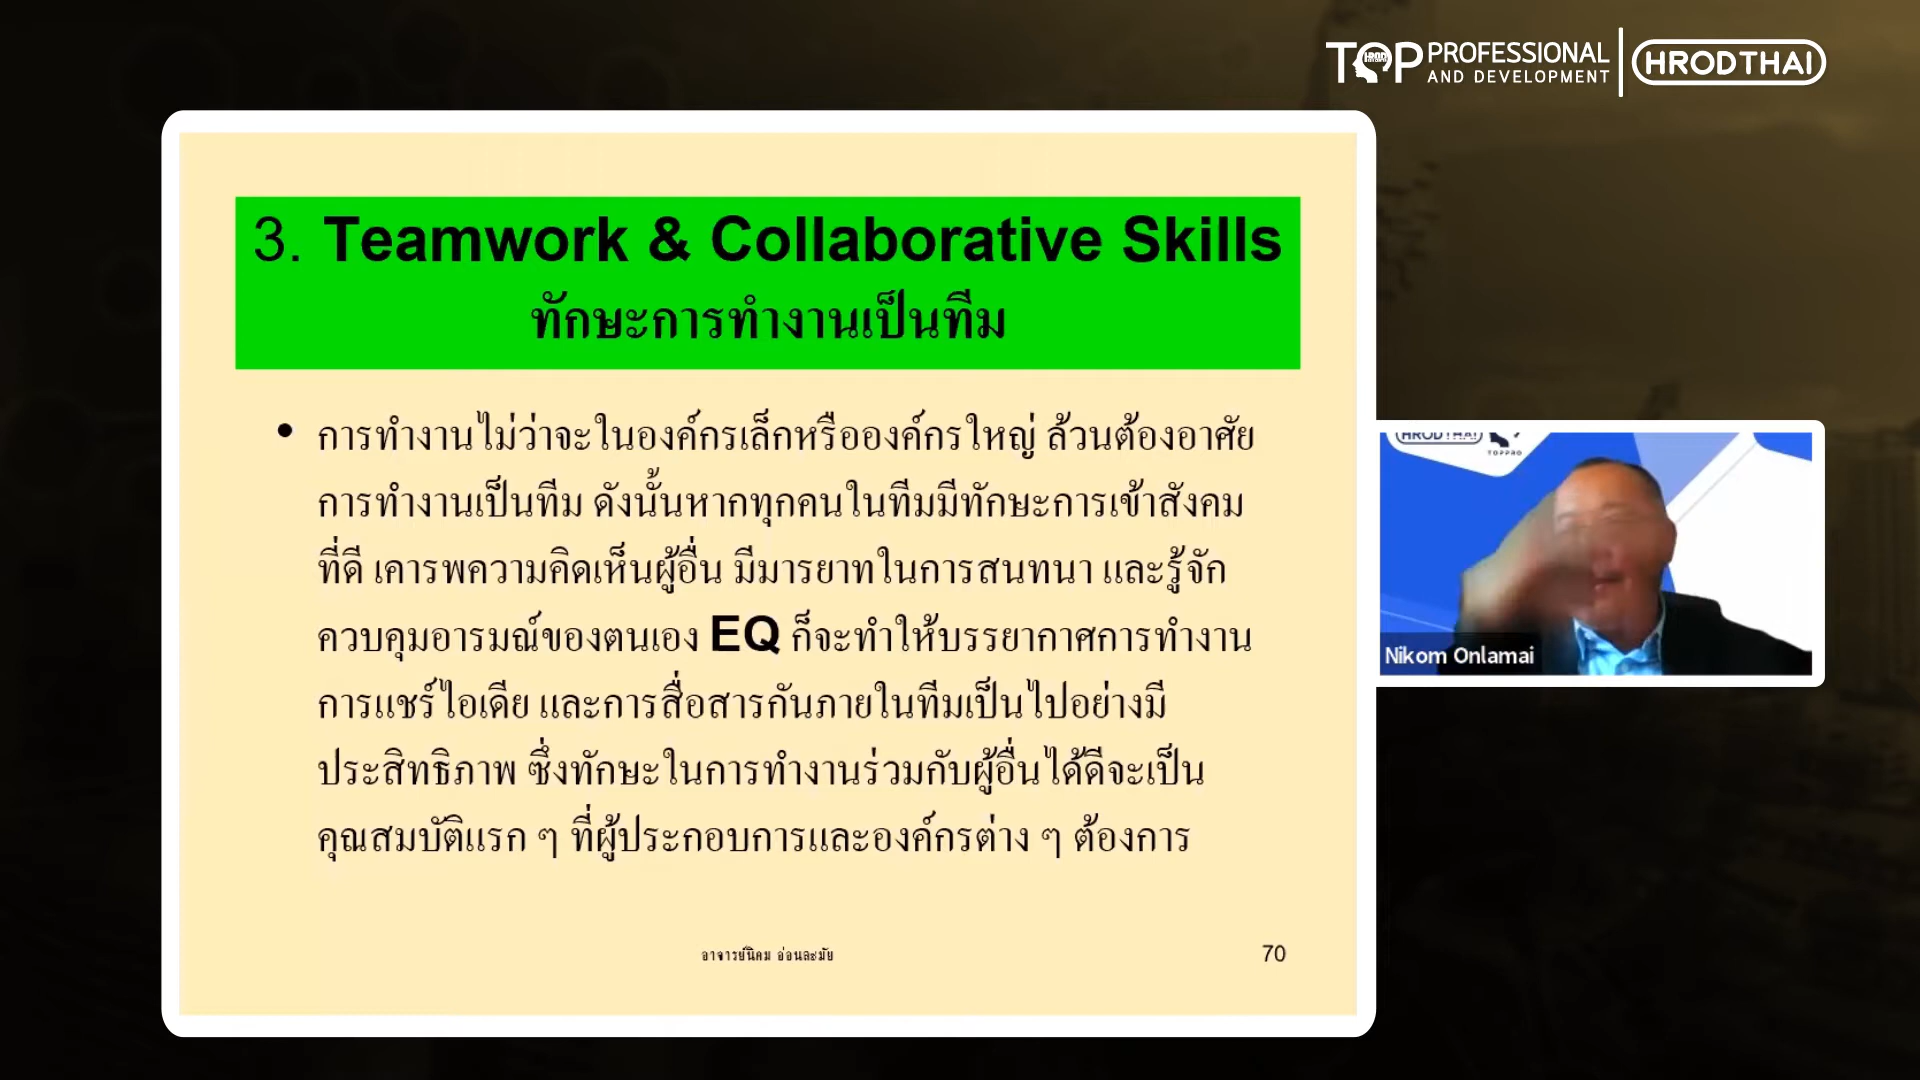 TOP PROFESSIONAL
AND DEVELOPMENT
HRODTHAI
3. Teamwork & Collaborative Skills
ทักษะการทำงานเป็นทีม
• การทำงานไม่ว่าจะในองค์กรเล็กหรือองค์กรใหญ่ ล้วนต้องอาศัย
การทำงานเป็นทีม ดังนั้นหากทุกคนในทีมมีทักษะการเข้าสังคม
ที่ดี เคารพความคิดเห็นผู้อื่น มีมารยาทในการสนทนา และรู้จัก
ควบคุมอารมณ์ของตนเอง EQ ก็จะทำให้บรรยากาศการทำงาน
การแชร์ไอเดีย และการสื่อสารกันภายในทีมเป็นไปอย่างมี
ประสิทธิภาพ ซึ่งทักษะในการทำงานร่วมกับผู้อื่นได้ดีจะเป็น
คุณสมบัติแรก ๆ ที่ผู้ประกอบการและองค์กรต่าง ๆ ต้องการ
อาจารย์นิคม อ่อนละมัย
70
HRODTHAI
TOPPRO
Nikom Onlamai